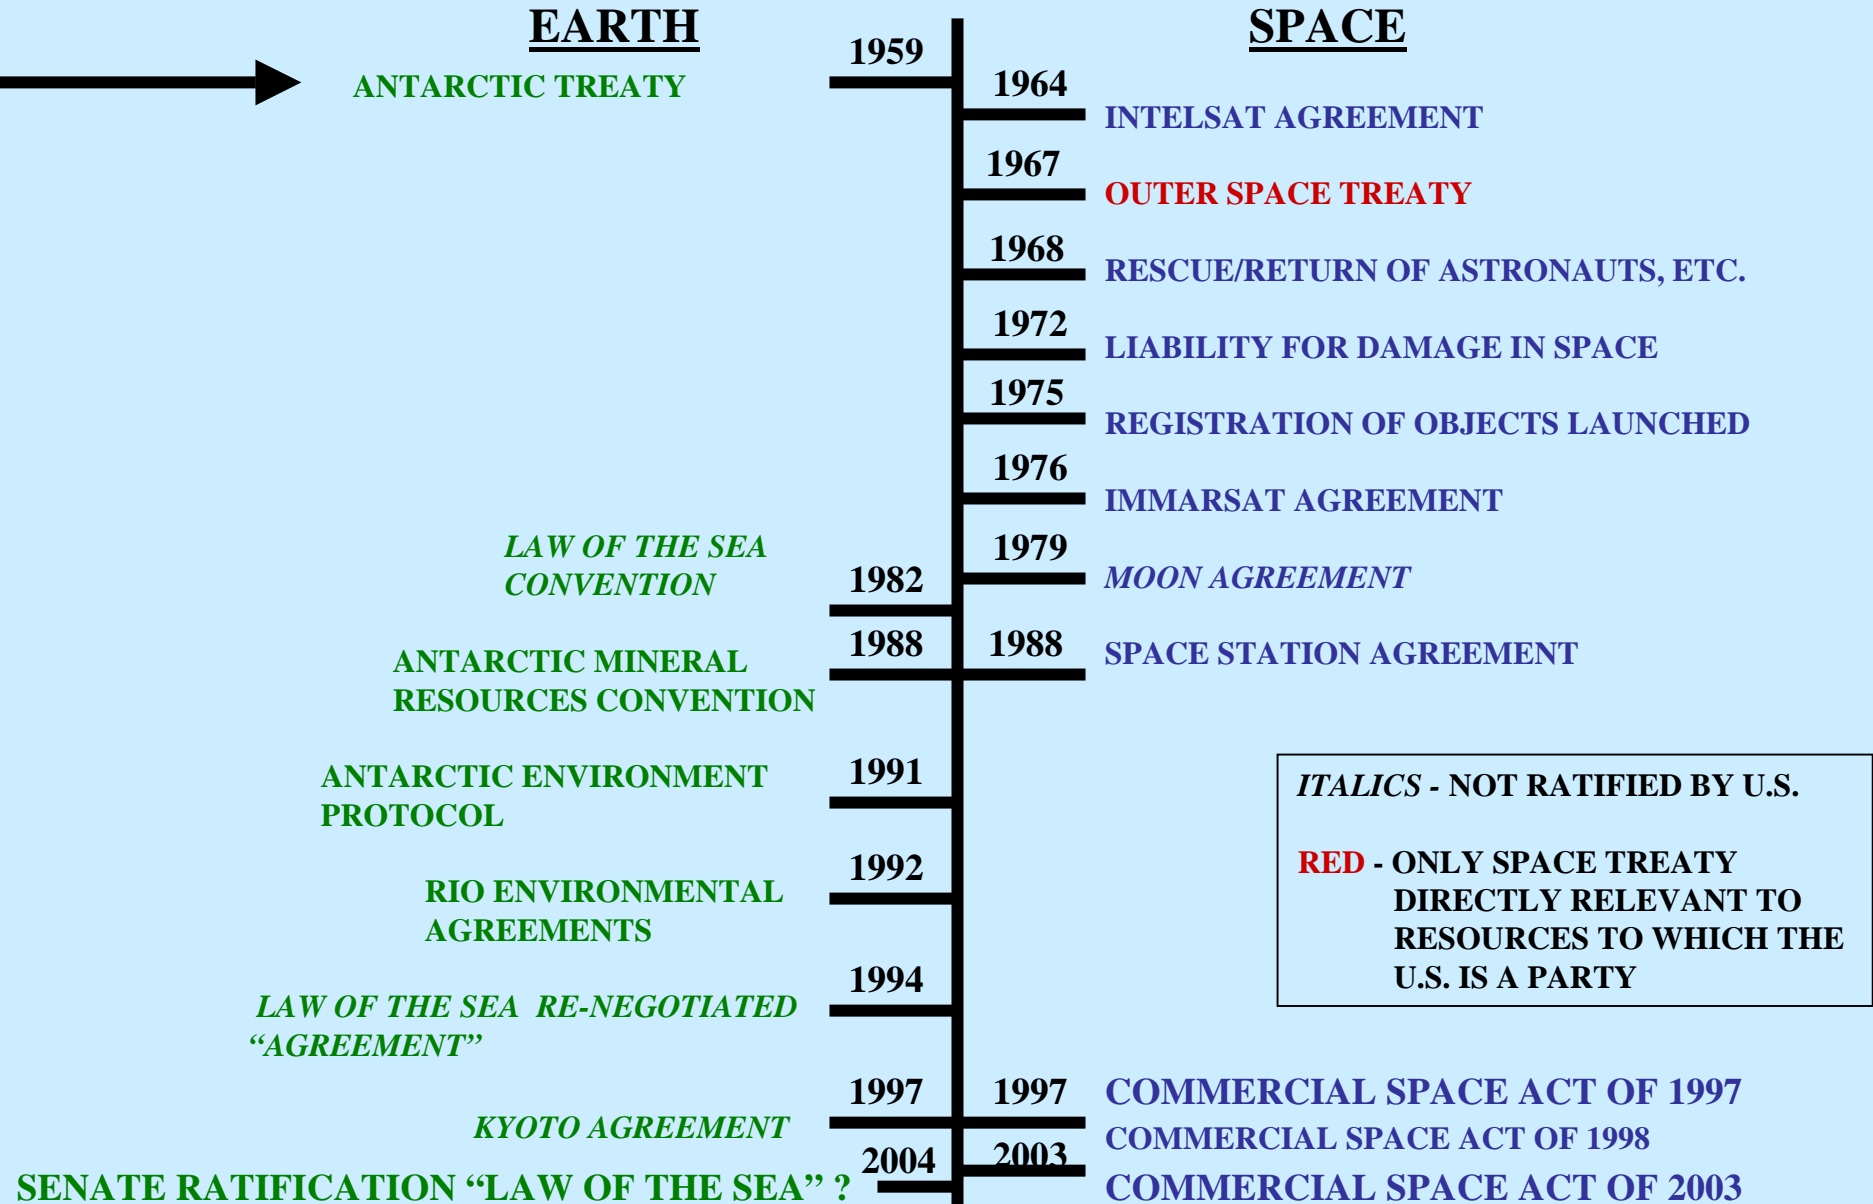 EARTH
SPACE
1959
ANTARCTIC TREATY
1964
INTELSAT AGREEMENT
1967
OUTER SPACE TREATY
1968
RESCUE/RETURN OF ASTRONAUTS, ETC.
1972
LIABILITY FOR DAMAGE IN SPACE
1975
REGISTRATION OF OBJECTS LAUNCHED
1976
IMMARSAT AGREEMENT
1979
MOON AGREEMENT
LAW OF THE SEA
CONVENTION
1982
1988
ANTARCTIC MINERAL
RESOURCES CONVENTION
1988
SPACE STATION AGREEMENT
ANTARCTIC ENVIRONMENT
PROTOCOL
1991
ITALICS - NOT RATIFIED BY U.S.
RED - ONLY SPACE TREATY
DIRECTLY RELEVANT TO
RESOURCES TO WHICH THE
U.S. IS A PARTY
1992
RIO ENVIRONMENTAL
AGREEMENTS
1994
LAW OF THE SEA RE-NEGOTIATED
“AGREEMENT”
1997
KYOTO AGREEMENT
1997
COMMERCIAL SPACE ACT OF 1997
COMMERCIAL SPACE ACT OF 1998
2004
SENATE RATIFICATION “LAW OF THE SEA” ?
2003
COMMERCIAL SPACE ACT OF 2003